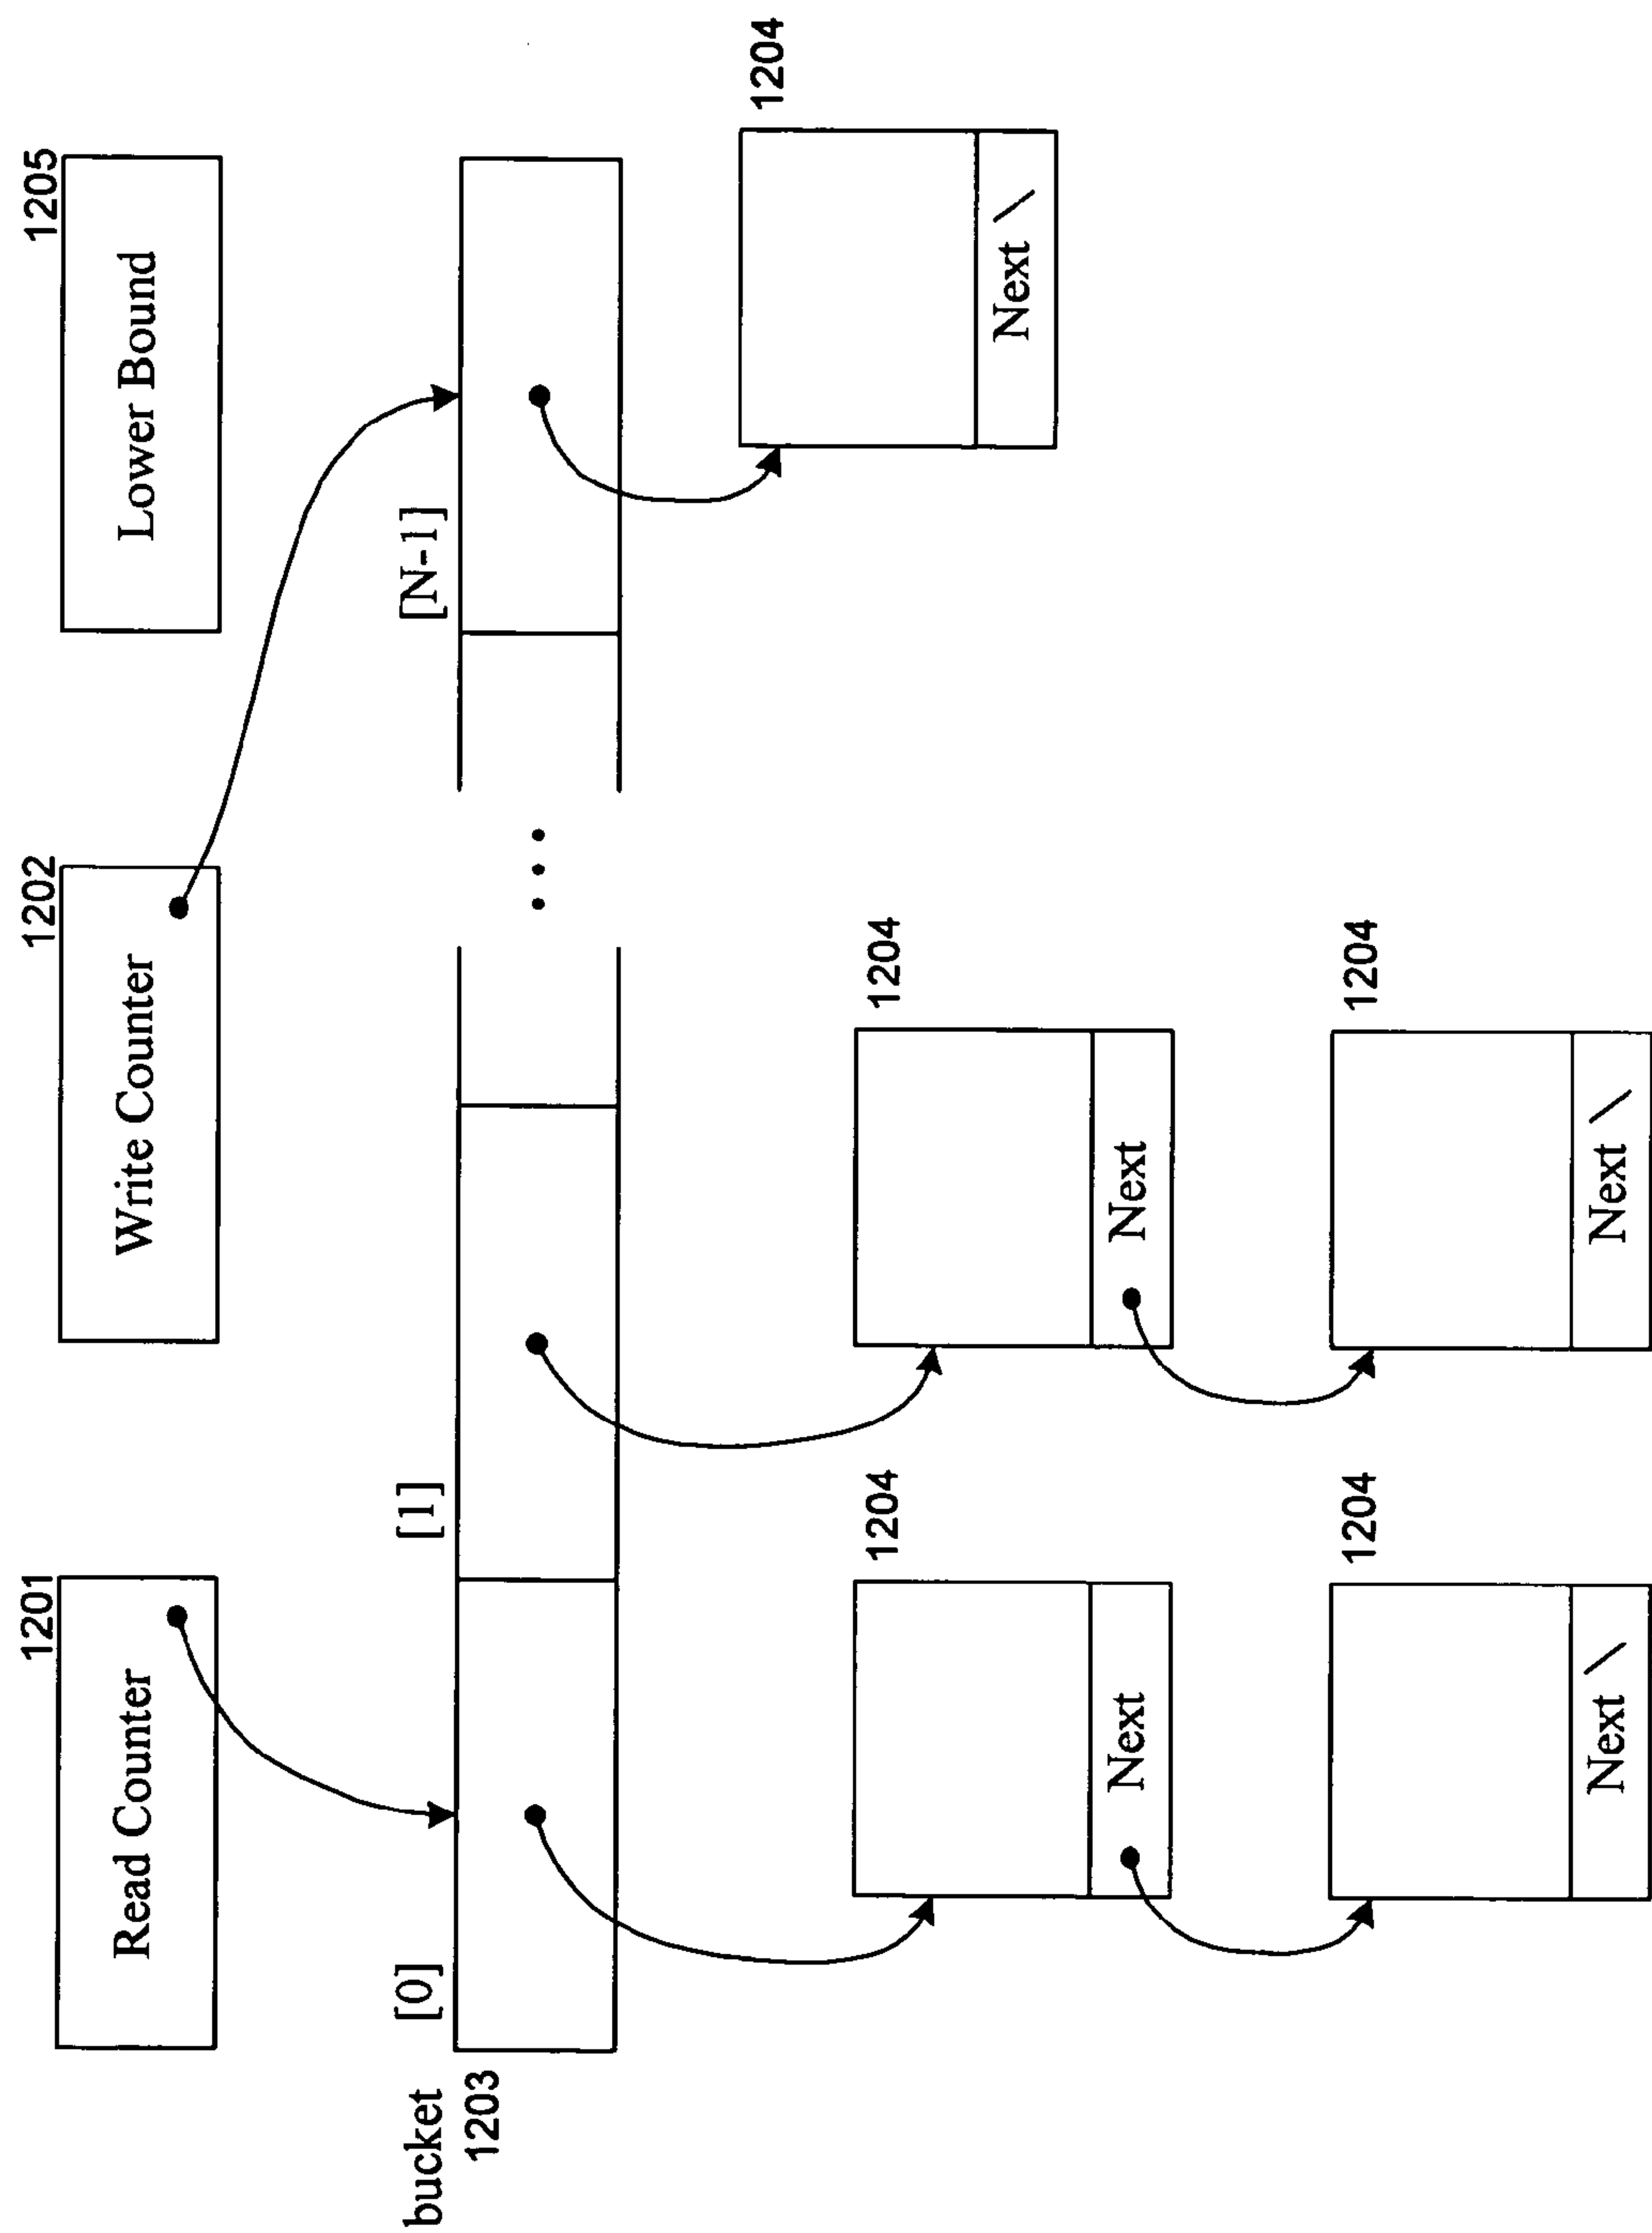 1201
1202
1205
Read Counter
Write Counter
Lower Bound
bucket
[0]
[1]
[N-1]
1203
...
1204
1204
1204
Next
Next
Next \
1204
1204
Next \
Next \